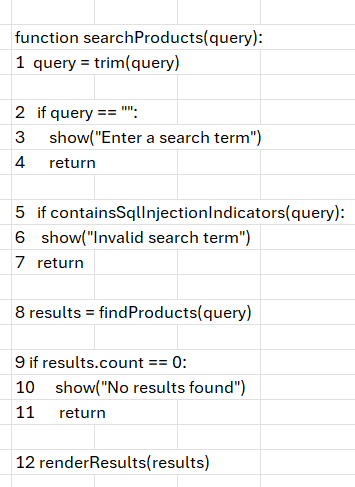 function searchProducts(query):
1 query = trim(query)
2 if query == "":
3 show("Enter a search term")
4 return
5 if containsSqlInjectionIndicators(query):
6 show("Invalid search term")
7 return
8 results = findProducts(query)
9 if results.count == 0:
10 show("No results found")
11 return
12 renderResults(results)